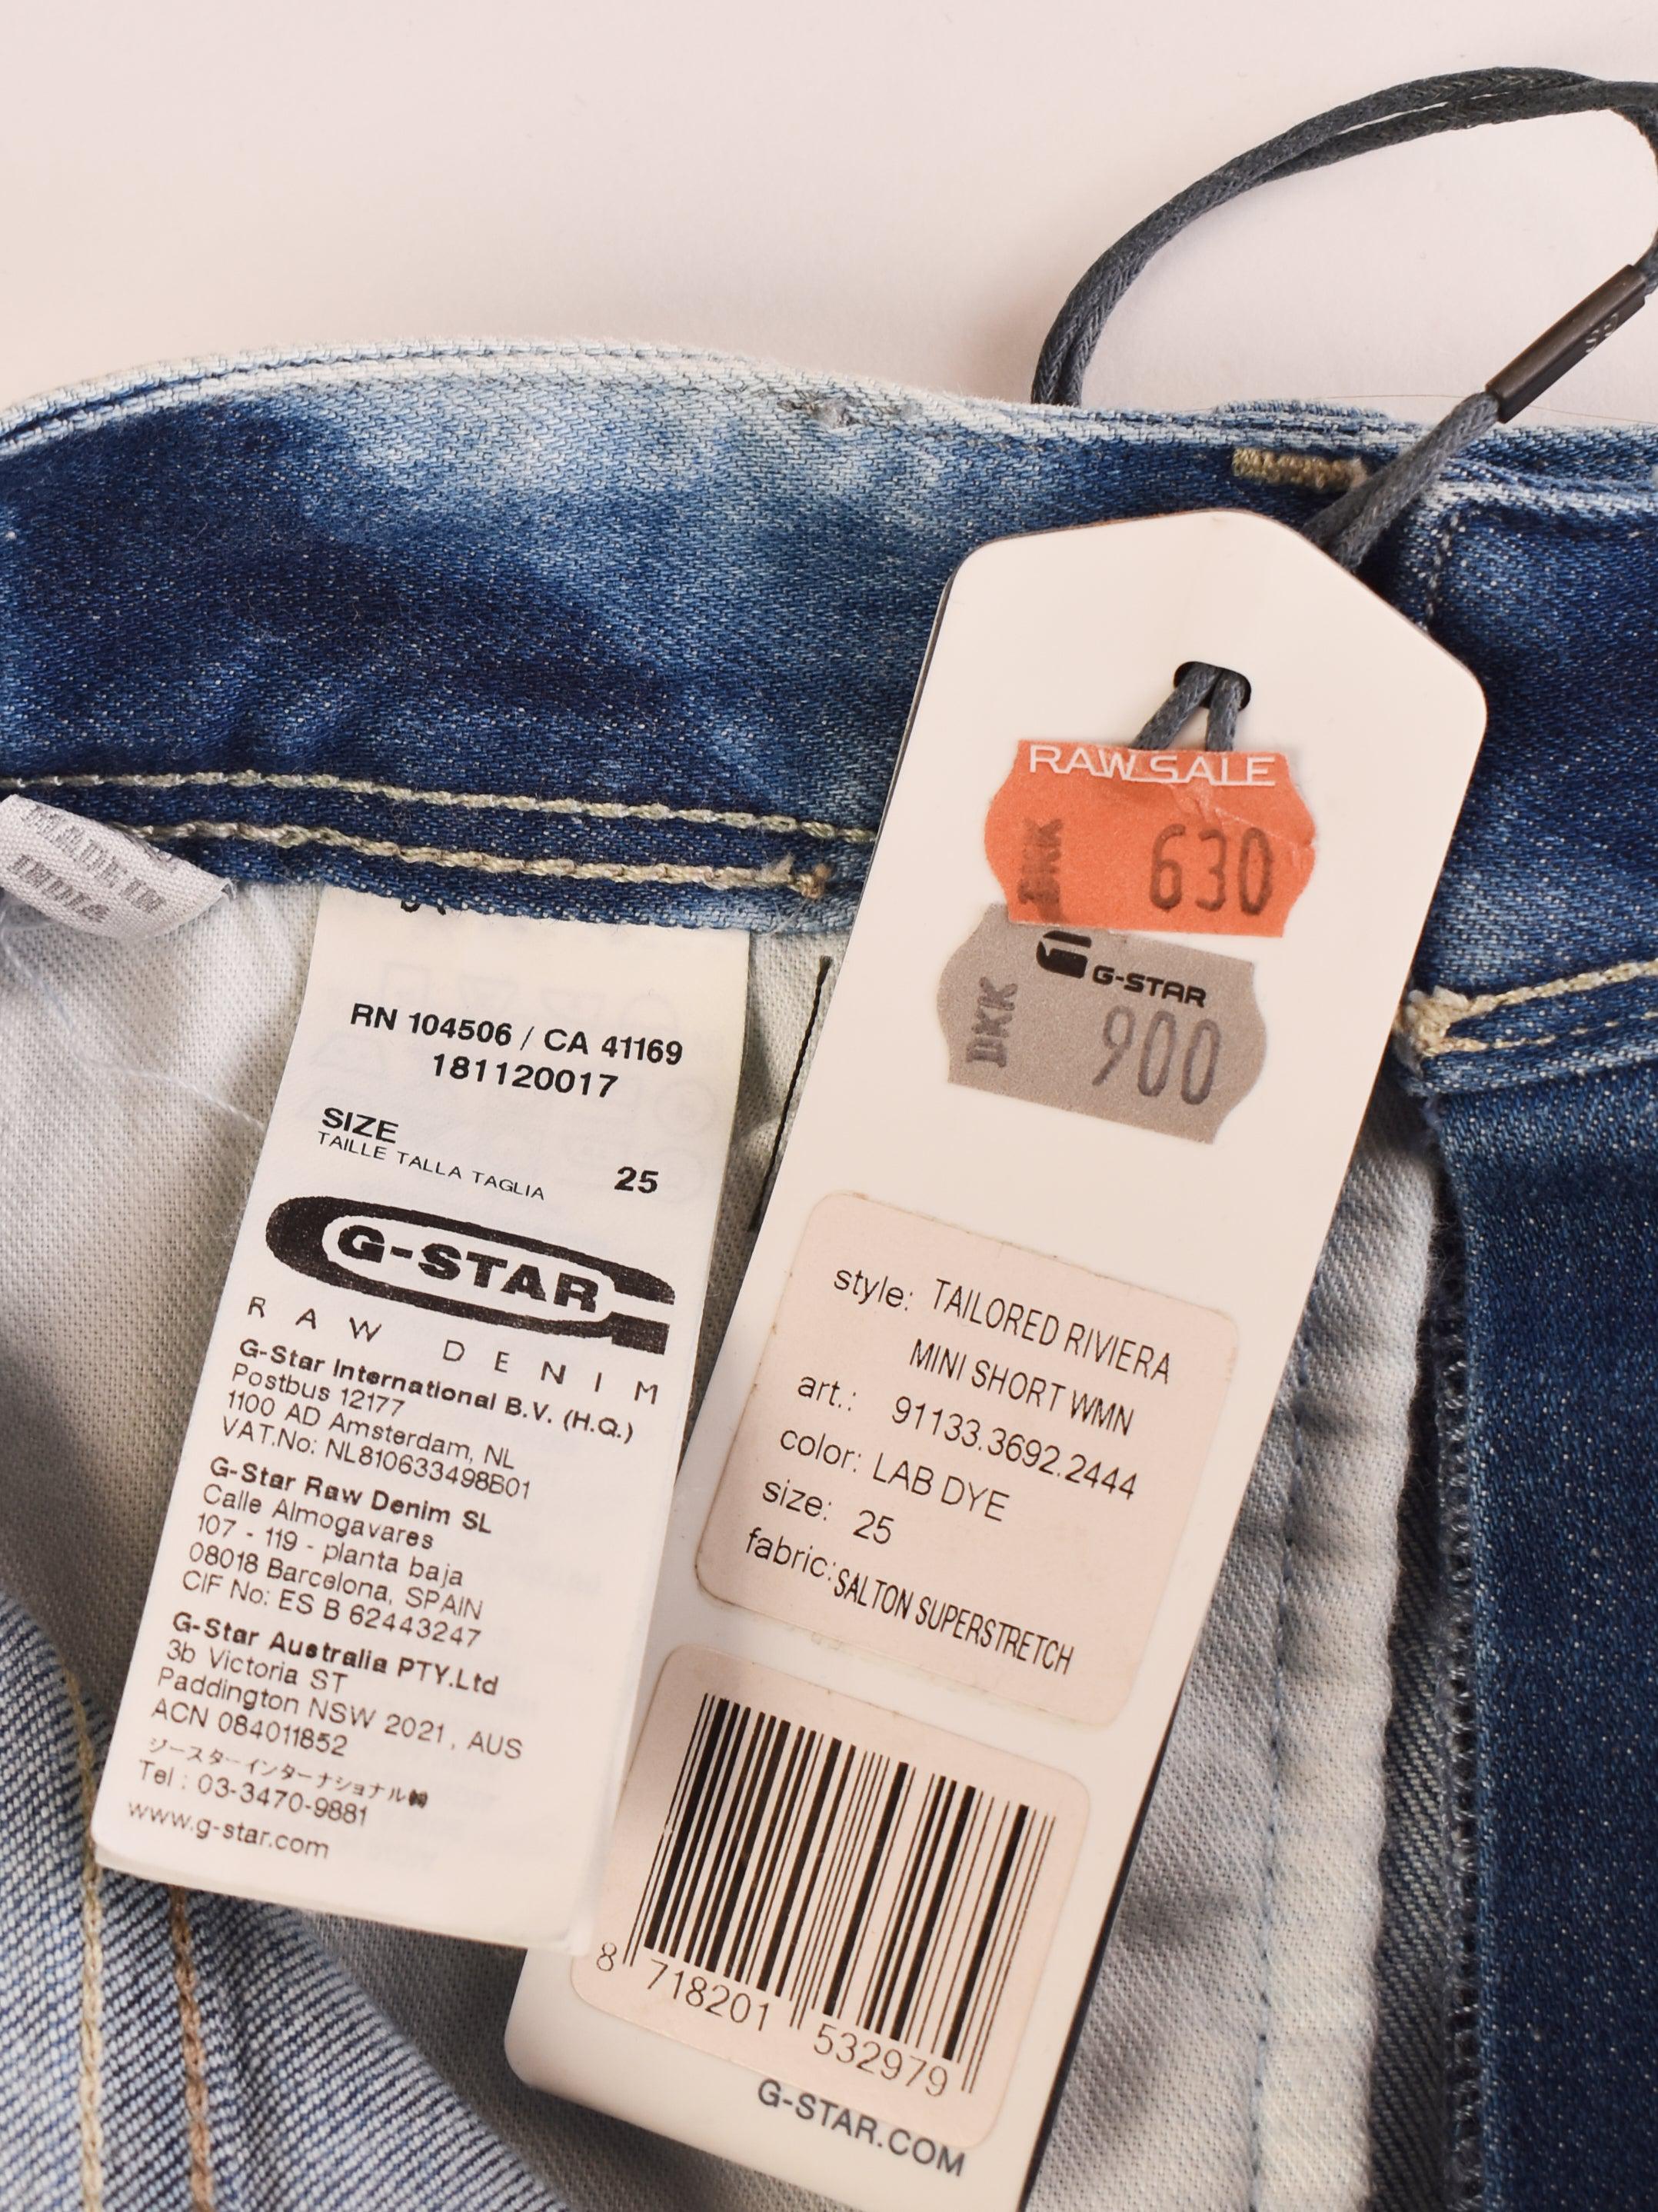 MADE IN
INDIA
RN 104506 / CA 41169
181120017
SIZE
TAILLE TALLA TAGLIA
25
G-STAR
RAW DENIM
G-Star International B.V. (H.Q.)
Postbus 12177
1100 AD Amsterdam, NL
VAT.No: NL810633498B01
G-Star Raw Denim SL
Calle Almogavares
107 - 119 - planta baja
08018 Barcelona, SPAIN
CIF No: ES B 62443247
G-Star Australia PTY.Ltd
3b Victoria ST
Paddington NSW 2021, AUS
ACN 084011852
ジースターインターナショナル㈱
Tel : 03-3470-9881
www.g-star.com
RAW SALE
DKK 630
G-STAR
DKK 900
style: TAILORED RIVIERA
MINI SHORT WMN
art.: 91133.3692.2444
color: LAB DYE
size: 25
fabric: SALTON SUPERSTRETCH
8 718201 532979
G-STAR.COM